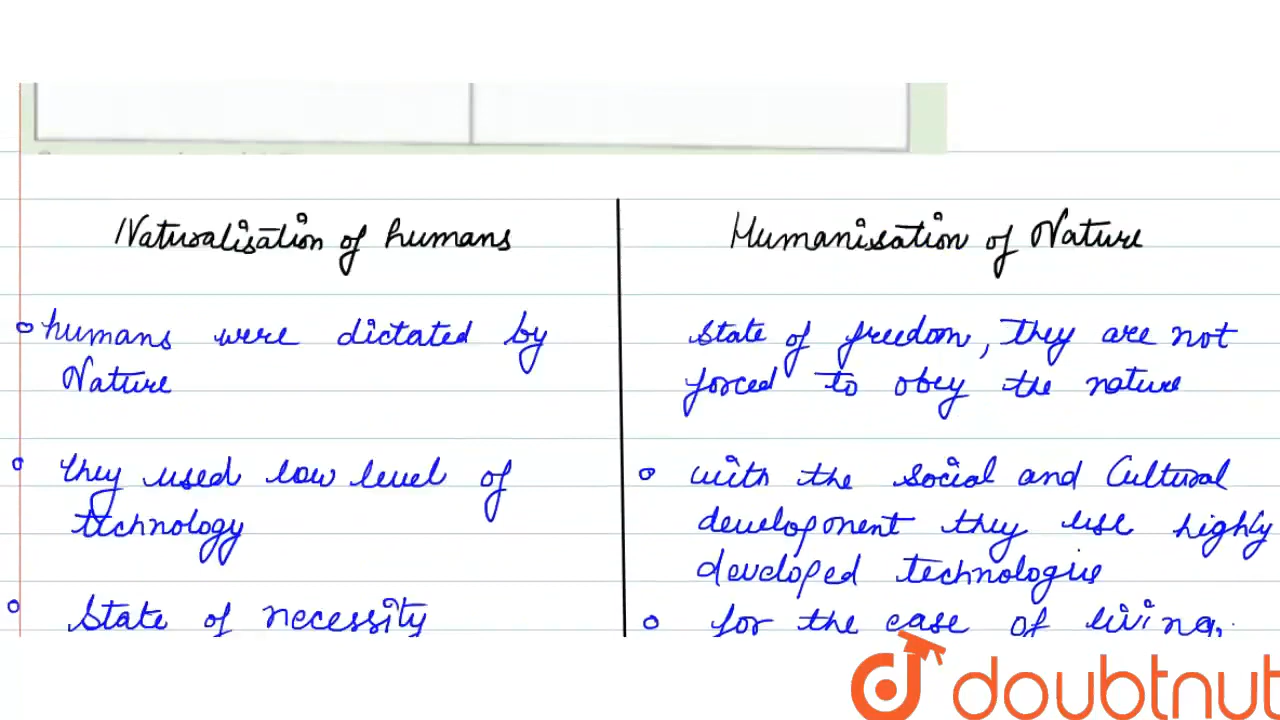 Naturalisation of humans
Humanisation of Nature
humans were dictated by
Nature
they used low level of
technology
State of necessity
State of freedom, They are not
forced to obey the nature
with the social and Cultural
development they use highly
developed technologies
for the ease of living,
doubtnut